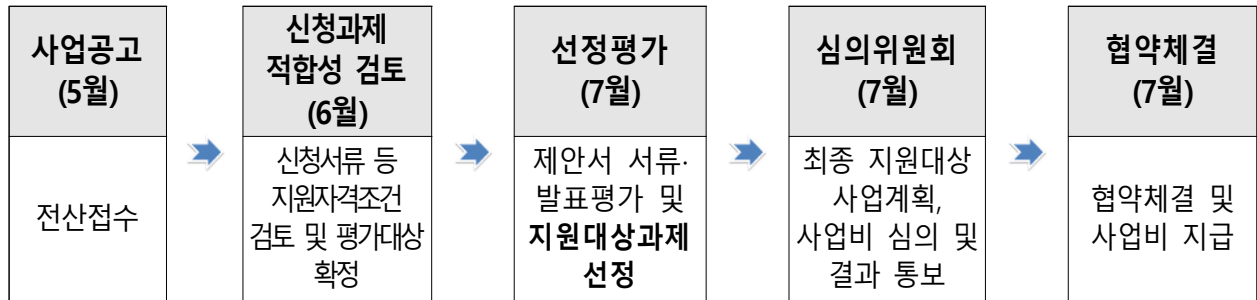 사업공고
(5월)
전산접수
신청과제
적합성 검토
(6월)
신청서류 등
지원자격조건
검토 및 평가대상
확정
선정평가
(7월)
제안서 서류·
발표평가 및
지원대상과제
선정
심의위원회
(7월)
최종 지원대상
사업계획,
사업비 심의 및
결과 통보
협약체결
(7월)
협약체결 및
사업비 지급